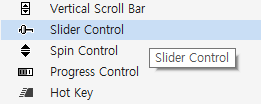 Vertical Scroll Bar
Slider Control
Spin Control
Slider Control
Progress Control
Hot Key